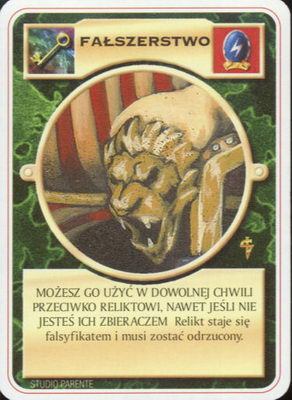 FAŁSZERSTWO
MOŻESZ GO UŻYĆ W DOWOLNEJ CHWILI
PRZECIWKO RELIKTOWI, NAWET JEŚLI NIE
JESTEŚ ICH ZBIERACZEM Relikt staje się
falsyfikatem i musi zostać odrzucony.
STUDIO PARENTE